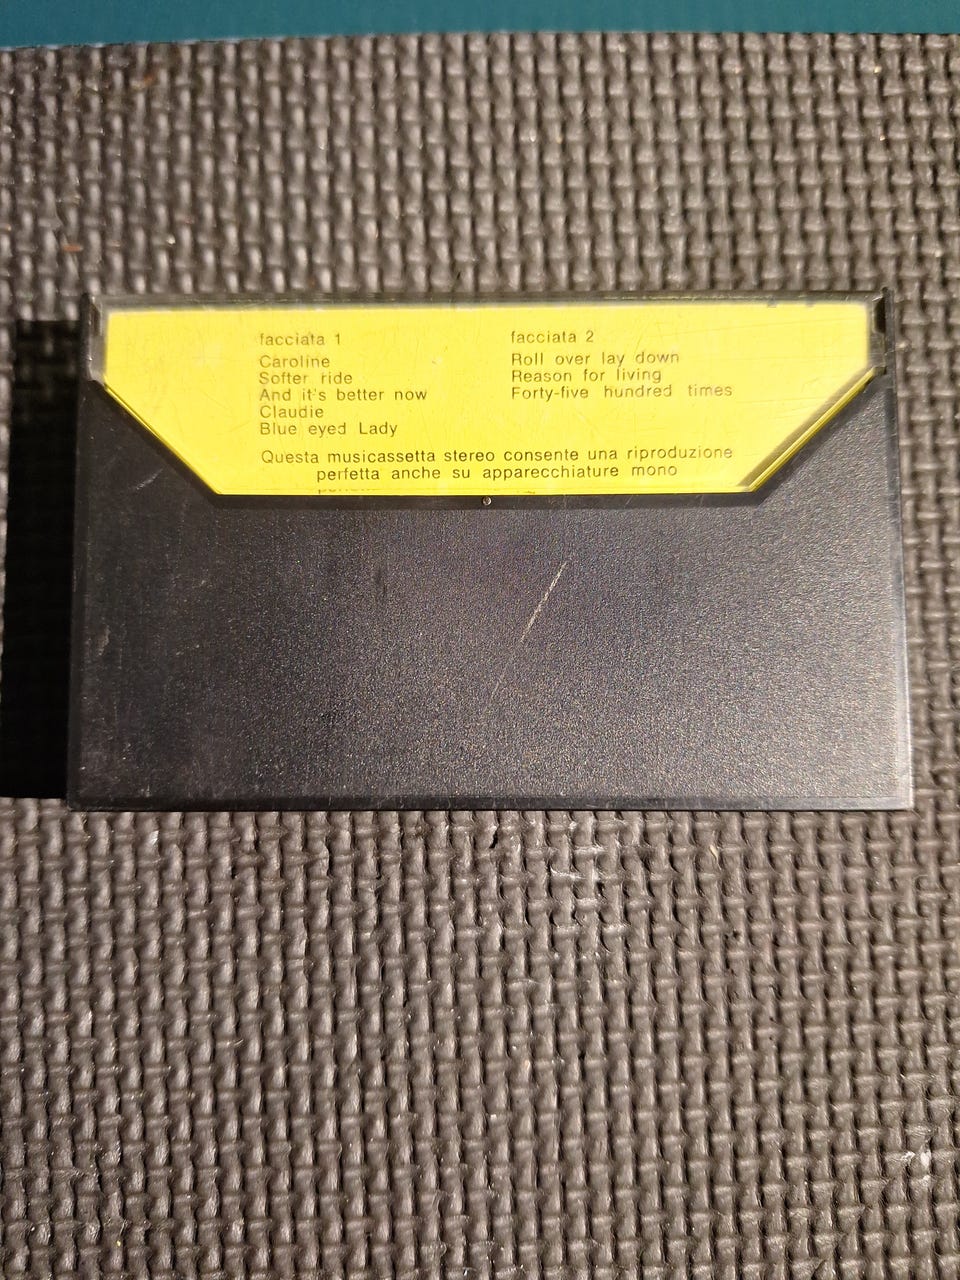 facciata 1
Caroline
Softer ride
And it's better now
Claudie
Blue eyed Lady
facciata 2
Roll over lay down
Reason for living
Forty-five hundred times
Questa musicassetta stereo consente una riproduzione
perfetta anche su apparecchiature mono